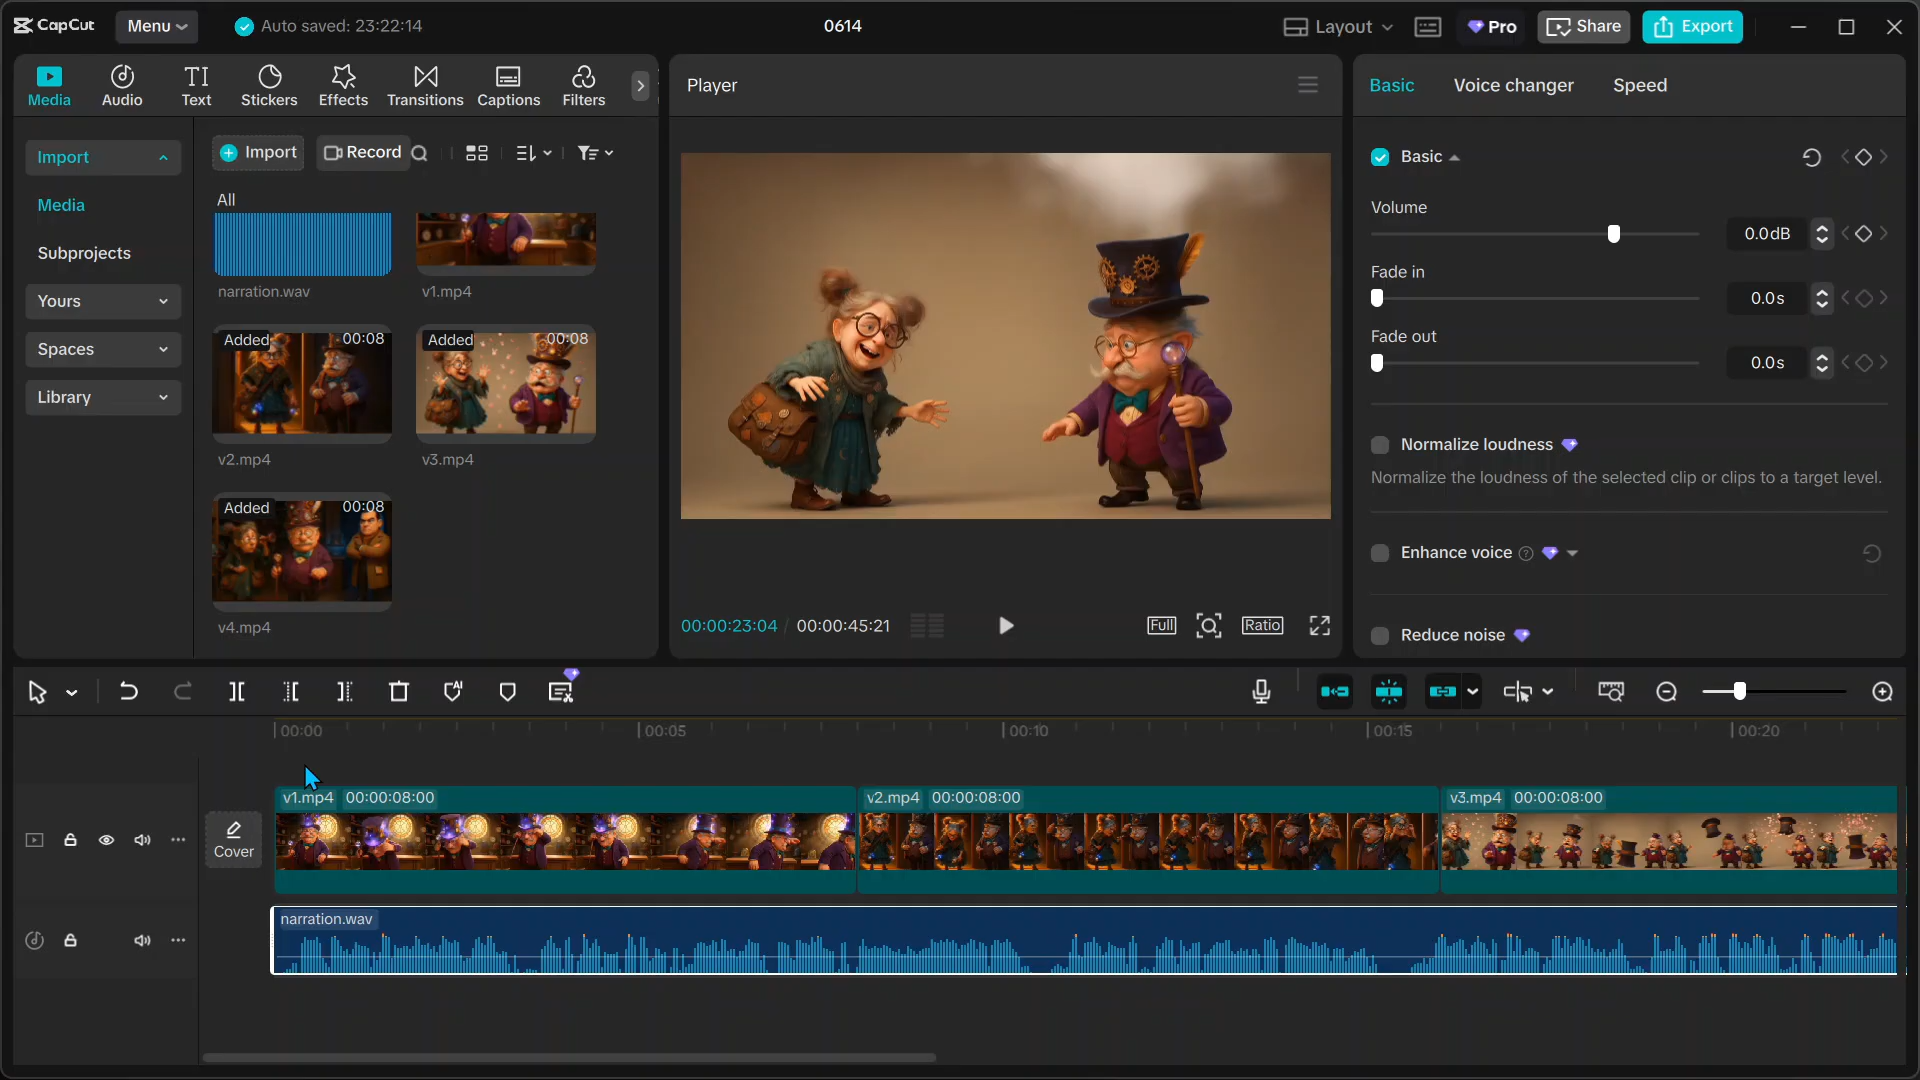 CapCut
Menu
Auto saved: 23:22:14
0614
Layout
Pro
Share
Export
Media
Audio
TI
Text
Stickers
Effects
Transitions
Captions
Filters
Player
Basic
Voice changer
Speed
Import
Media
Subprojects
Yours
Spaces
Library
Import
Record
All
narration.wav
v1.mp4
Added
00:08
v2.mp4
Added
00:08
v3.mp4
Added
00:08
v4.mp4
00:00:23:04 / 00:00:45:21
Full
Ratio
Basic
Volume
0.0dB
Fade in
0.0s
Fade out
0.0s
Normalize loudness
Normalize the loudness of the selected clip or clips to a target level.
Enhance voice
Reduce noise
AI
00:00
00:05
00:10
00:15
00:20
Cover
v1.mp4 00:00:08:00
v2.mp4 00:00:08:00
v3.mp4 00:00:08:00
narration.wav